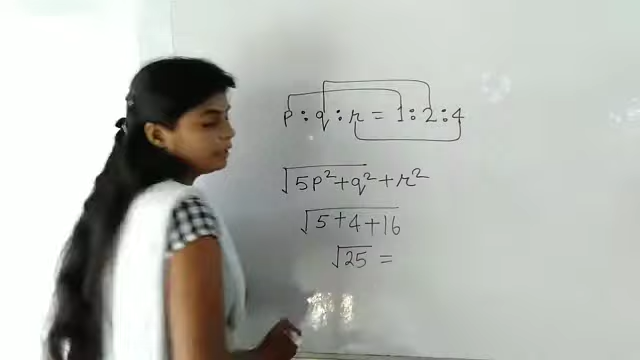 p : q : r = 1 : 2 : 4
√5p²+q²+r²
√5+4+16
√25 =